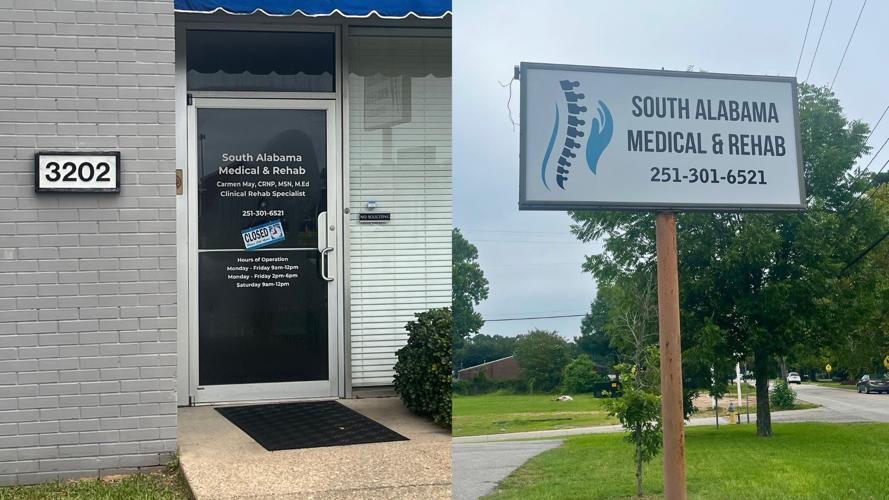 3202
South Alabama
Medical & Rehab
Carmen May, CRNP, MSN, M.Ed
Clinical Rehab Specialist
251-301-6521
CLOSED
Hours of Operation
Monday - Friday 9am-12pm
Monday - Friday 2pm-6pm
Saturday 9am-12pm
NO SOLICITING
SOUTH ALABAMA
MEDICAL & REHAB
251-301-6521